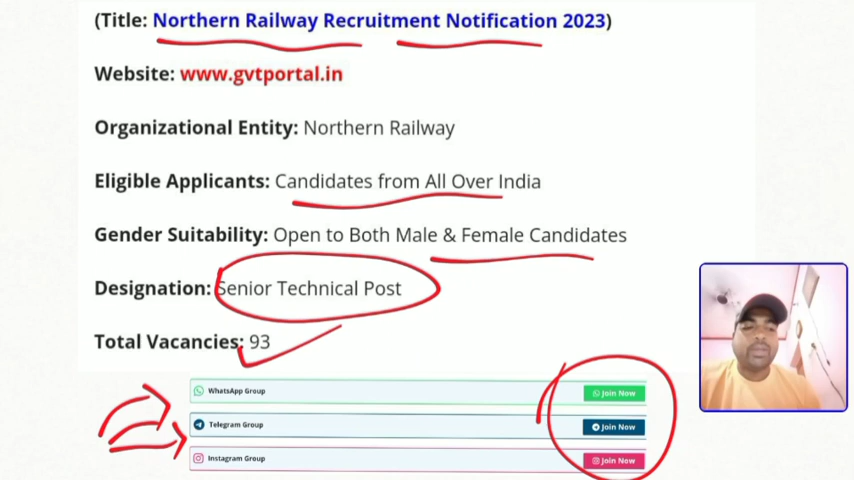 (Title: Northern Railway Recruitment Notification 2023)
Website: www.gvtportal.in
Organizational Entity: Northern Railway
Eligible Applicants: Candidates from All Over India
Gender Suitability: Open to Both Male & Female Candidates
Designation: Senior Technical Post
Total Vacancies: 93
WhatsApp Group Join Now
Telegram Group Join Now
Instagram Group Join Now